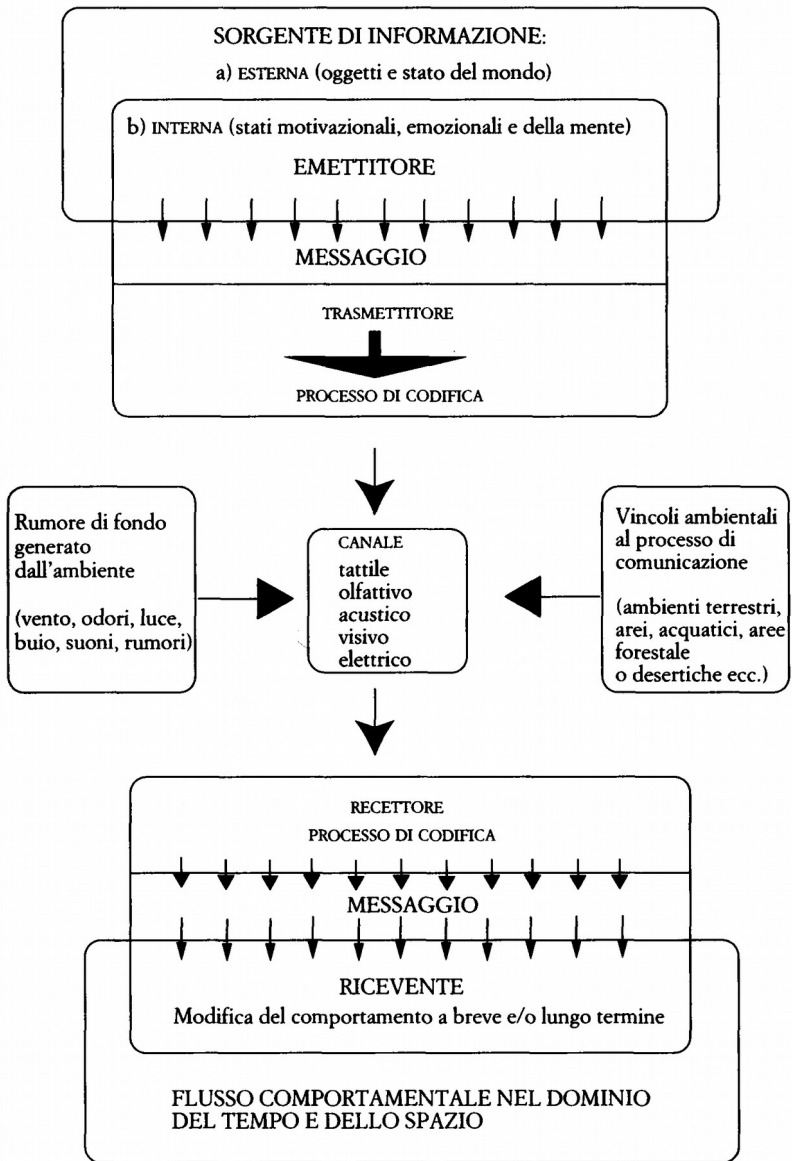 SORGENTE DI INFORMAZIONE:
a) ESTERNA (oggetti e stato del mondo)
b) INTERNA (stati motivazionali, emozionali e della mente)
EMETTITORE
MESSAGGIO
TRASMETTITORE
PROCESSO DI CODIFICA
Rumore di fondo
generato
dall'ambiente
(vento, odori, luce,
buio, suoni, rumori)
CANALE
tattile
olfattivo
acustico
visivo
elettrico
Vincoli ambientali
al processo di
comunicazione
(ambienti terrestri,
arei, acquatici, aree
forestale
o desertiche ecc.)
RECETTORE
PROCESSO DI CODIFICA
MESSAGGIO
RICEVENTE
Modifica del comportamento a breve e/o lungo termine
FLUSSO COMPORTAMENTALE NEL DOMINIO
DEL TEMPO E DELLO SPAZIO